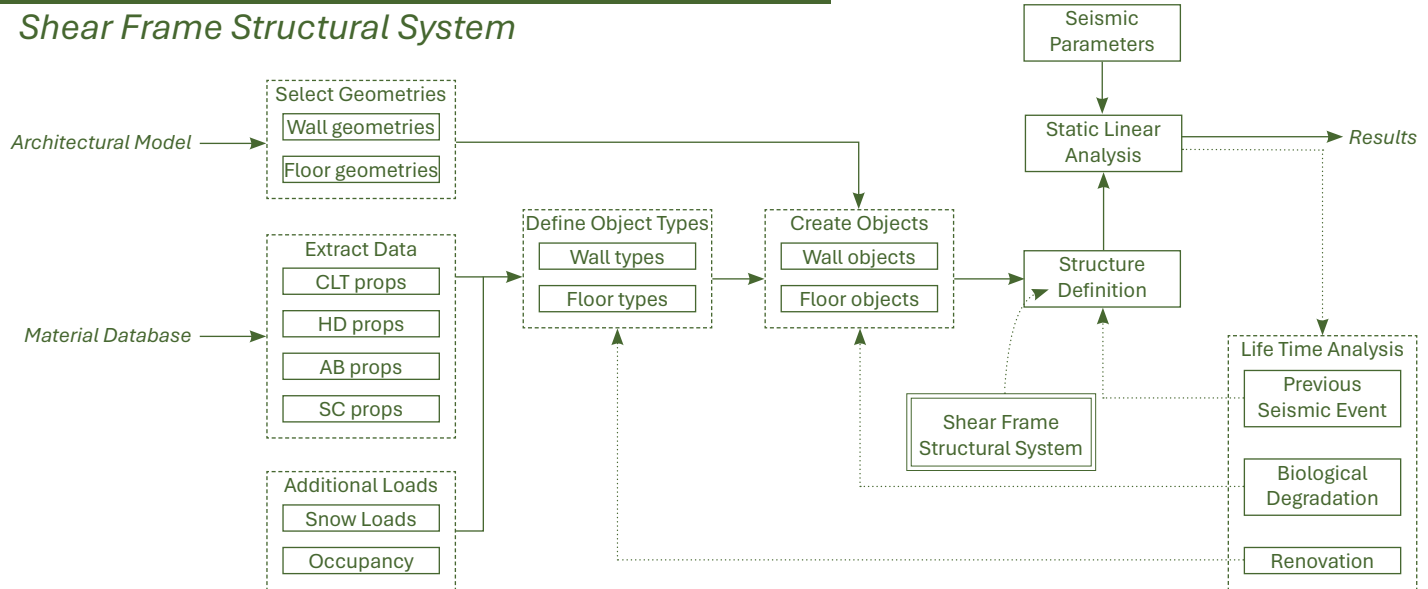 Shear Frame Structural System
Seismic
Parameters
Select Geometries
Wall geometries
Floor geometries
Architectural Model
Static Linear
Analysis
Results
Extract Data
CLT props
HD props
AB props
SC props
Material Database
Define Object Types
Wall types
Floor types
Create Objects
Wall objects
Floor objects
Structure
Definition
Shear Frame
Structural System
Life Time Analysis
Previous
Seismic Event
Biological
Degradation
Renovation
Additional Loads
Snow Loads
Occupancy